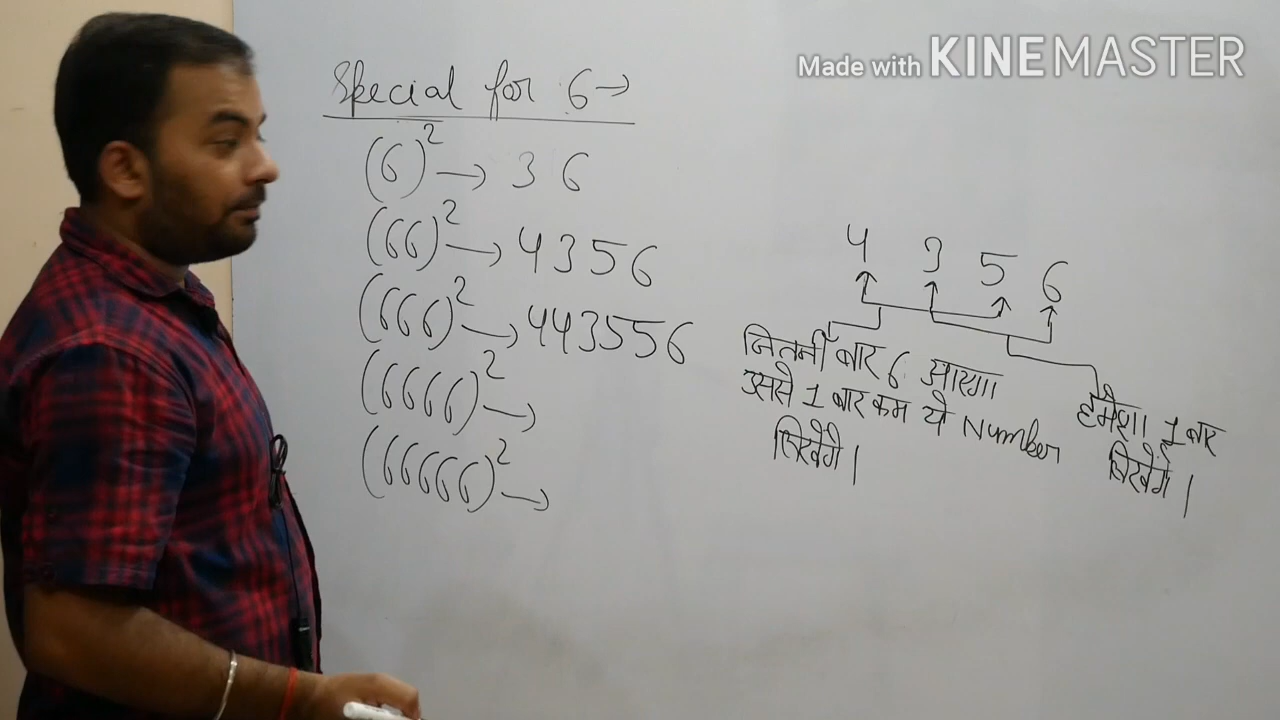 Made with KINEMASTER
Special for 6→
(6)² → 36
(66)² → 4356
(666)² → 443556
(6666)² →
(66666)² →
4 3 5 6
जितनी बार 6 आएगा
उससे 1 बार कम ये Number
लिखेंगे।
हमेशा 1 बार
लिखेंगे।